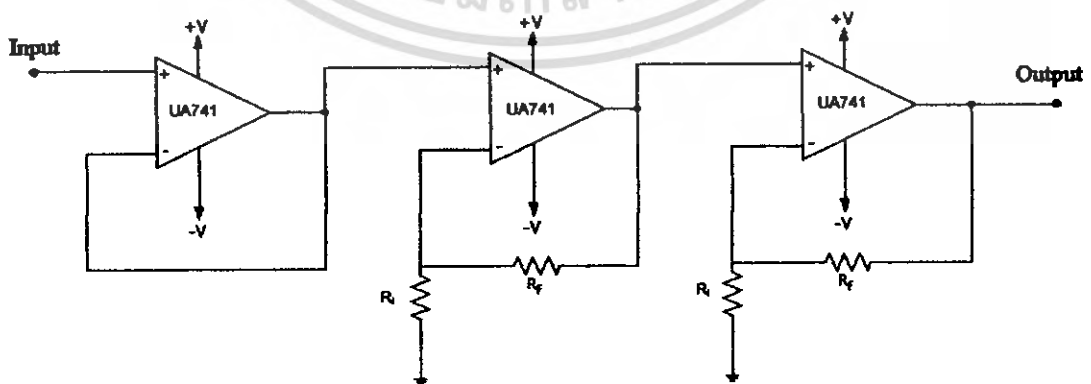 Input
+V
+
UA741
-
-V
+V
+
UA741
-
-V
Ri
Rf
+V
+
UA741
-
-V
Ri
Rf
Output